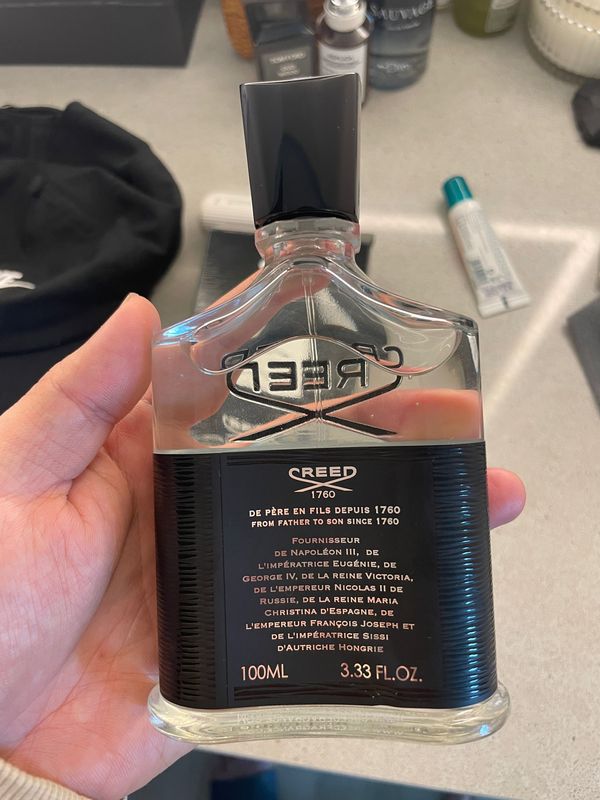 SAUVAGE
CREED
CREED
1760
DE PÈRE EN FILS DEPUIS 1760
FROM FATHER TO SON SINCE 1760
FOURNISSEUR
DE NAPOLÉON III, DE
L'IMPÉRATRICE EUGÉNIE, DE
GEORGE IV, DE LA REINE VICTORIA,
DE L'EMPEREUR NICOLAS II DE
RUSSIE, DE LA REINE MARIA
CHRISTINA D'ESPAGNE, DE
L'EMPEREUR FRANÇOIS JOSEPH ET
DE L'IMPÉRATRICE SISSI
D'AUTRICHE HONGRIE
100ML 3.33 FL.OZ.